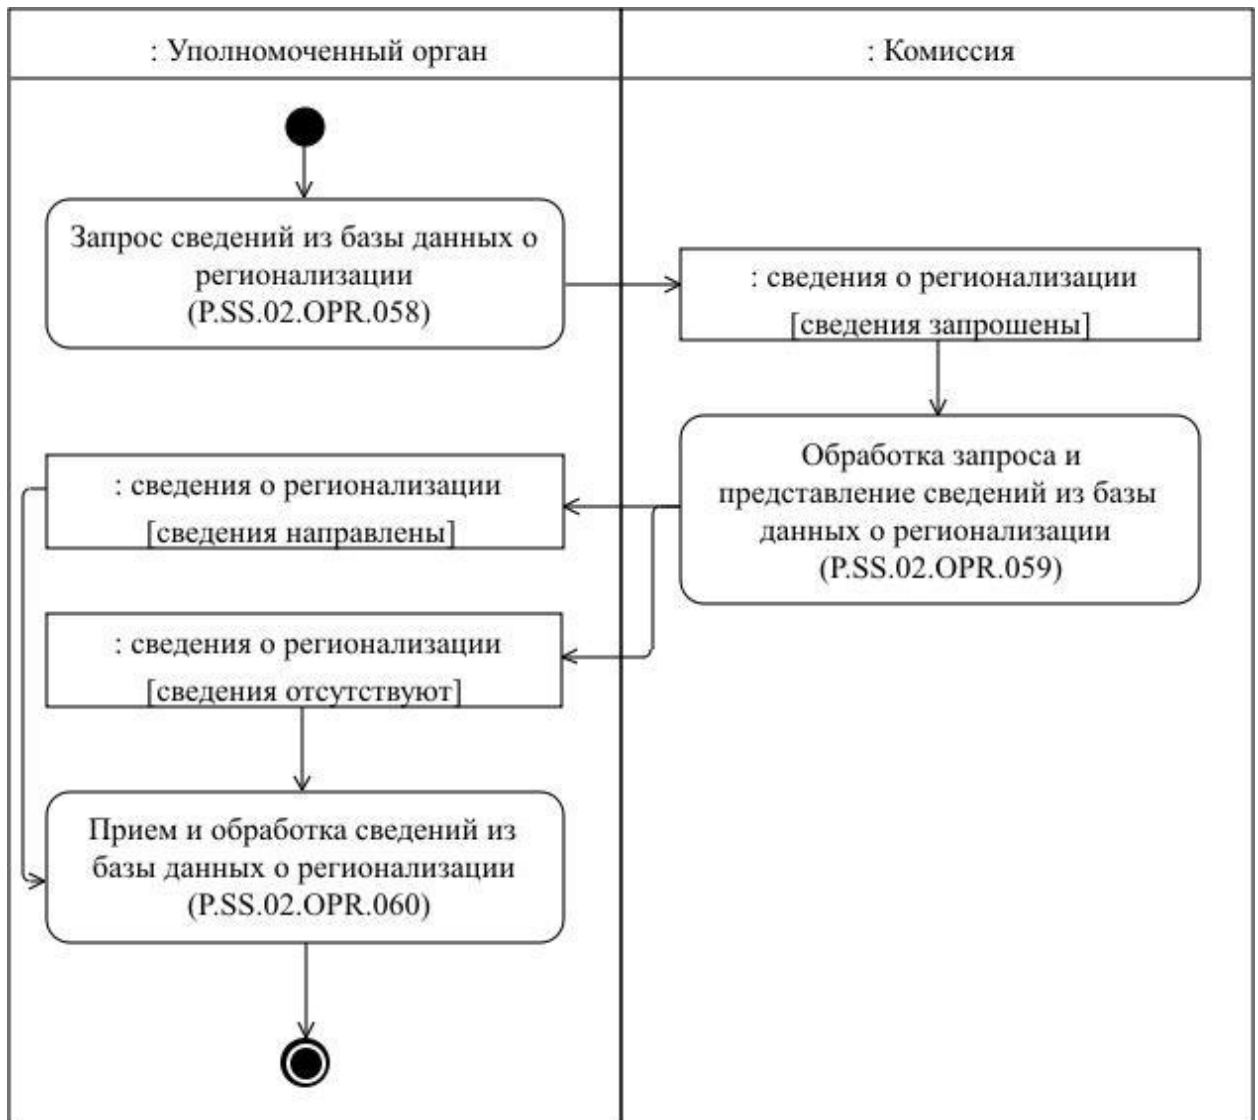 : Уполномоченный орган
: Комиссия
Запрос сведений из базы данных о
регионализации
(P.SS.02.OPR.058)
: сведения о регионализации
[сведения запрошены]
Обработка запроса и
представление сведений из базы
данных о регионализации
(P.SS.02.OPR.059)
: сведения о регионализации
[сведения направлены]
: сведения о регионализации
[сведения отсутствуют]
Прием и обработка сведений из
базы данных о регионализации
(P.SS.02.OPR.060)